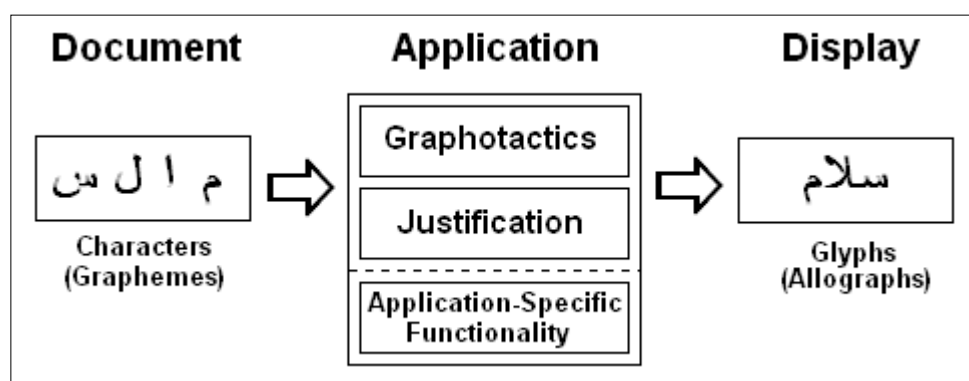 Document
Application
Display
م ا ل س
Characters
(Graphemes)
Graphotactics
Justification
Application-Specific
Functionality
سلام
Glyphs
(Allographs)